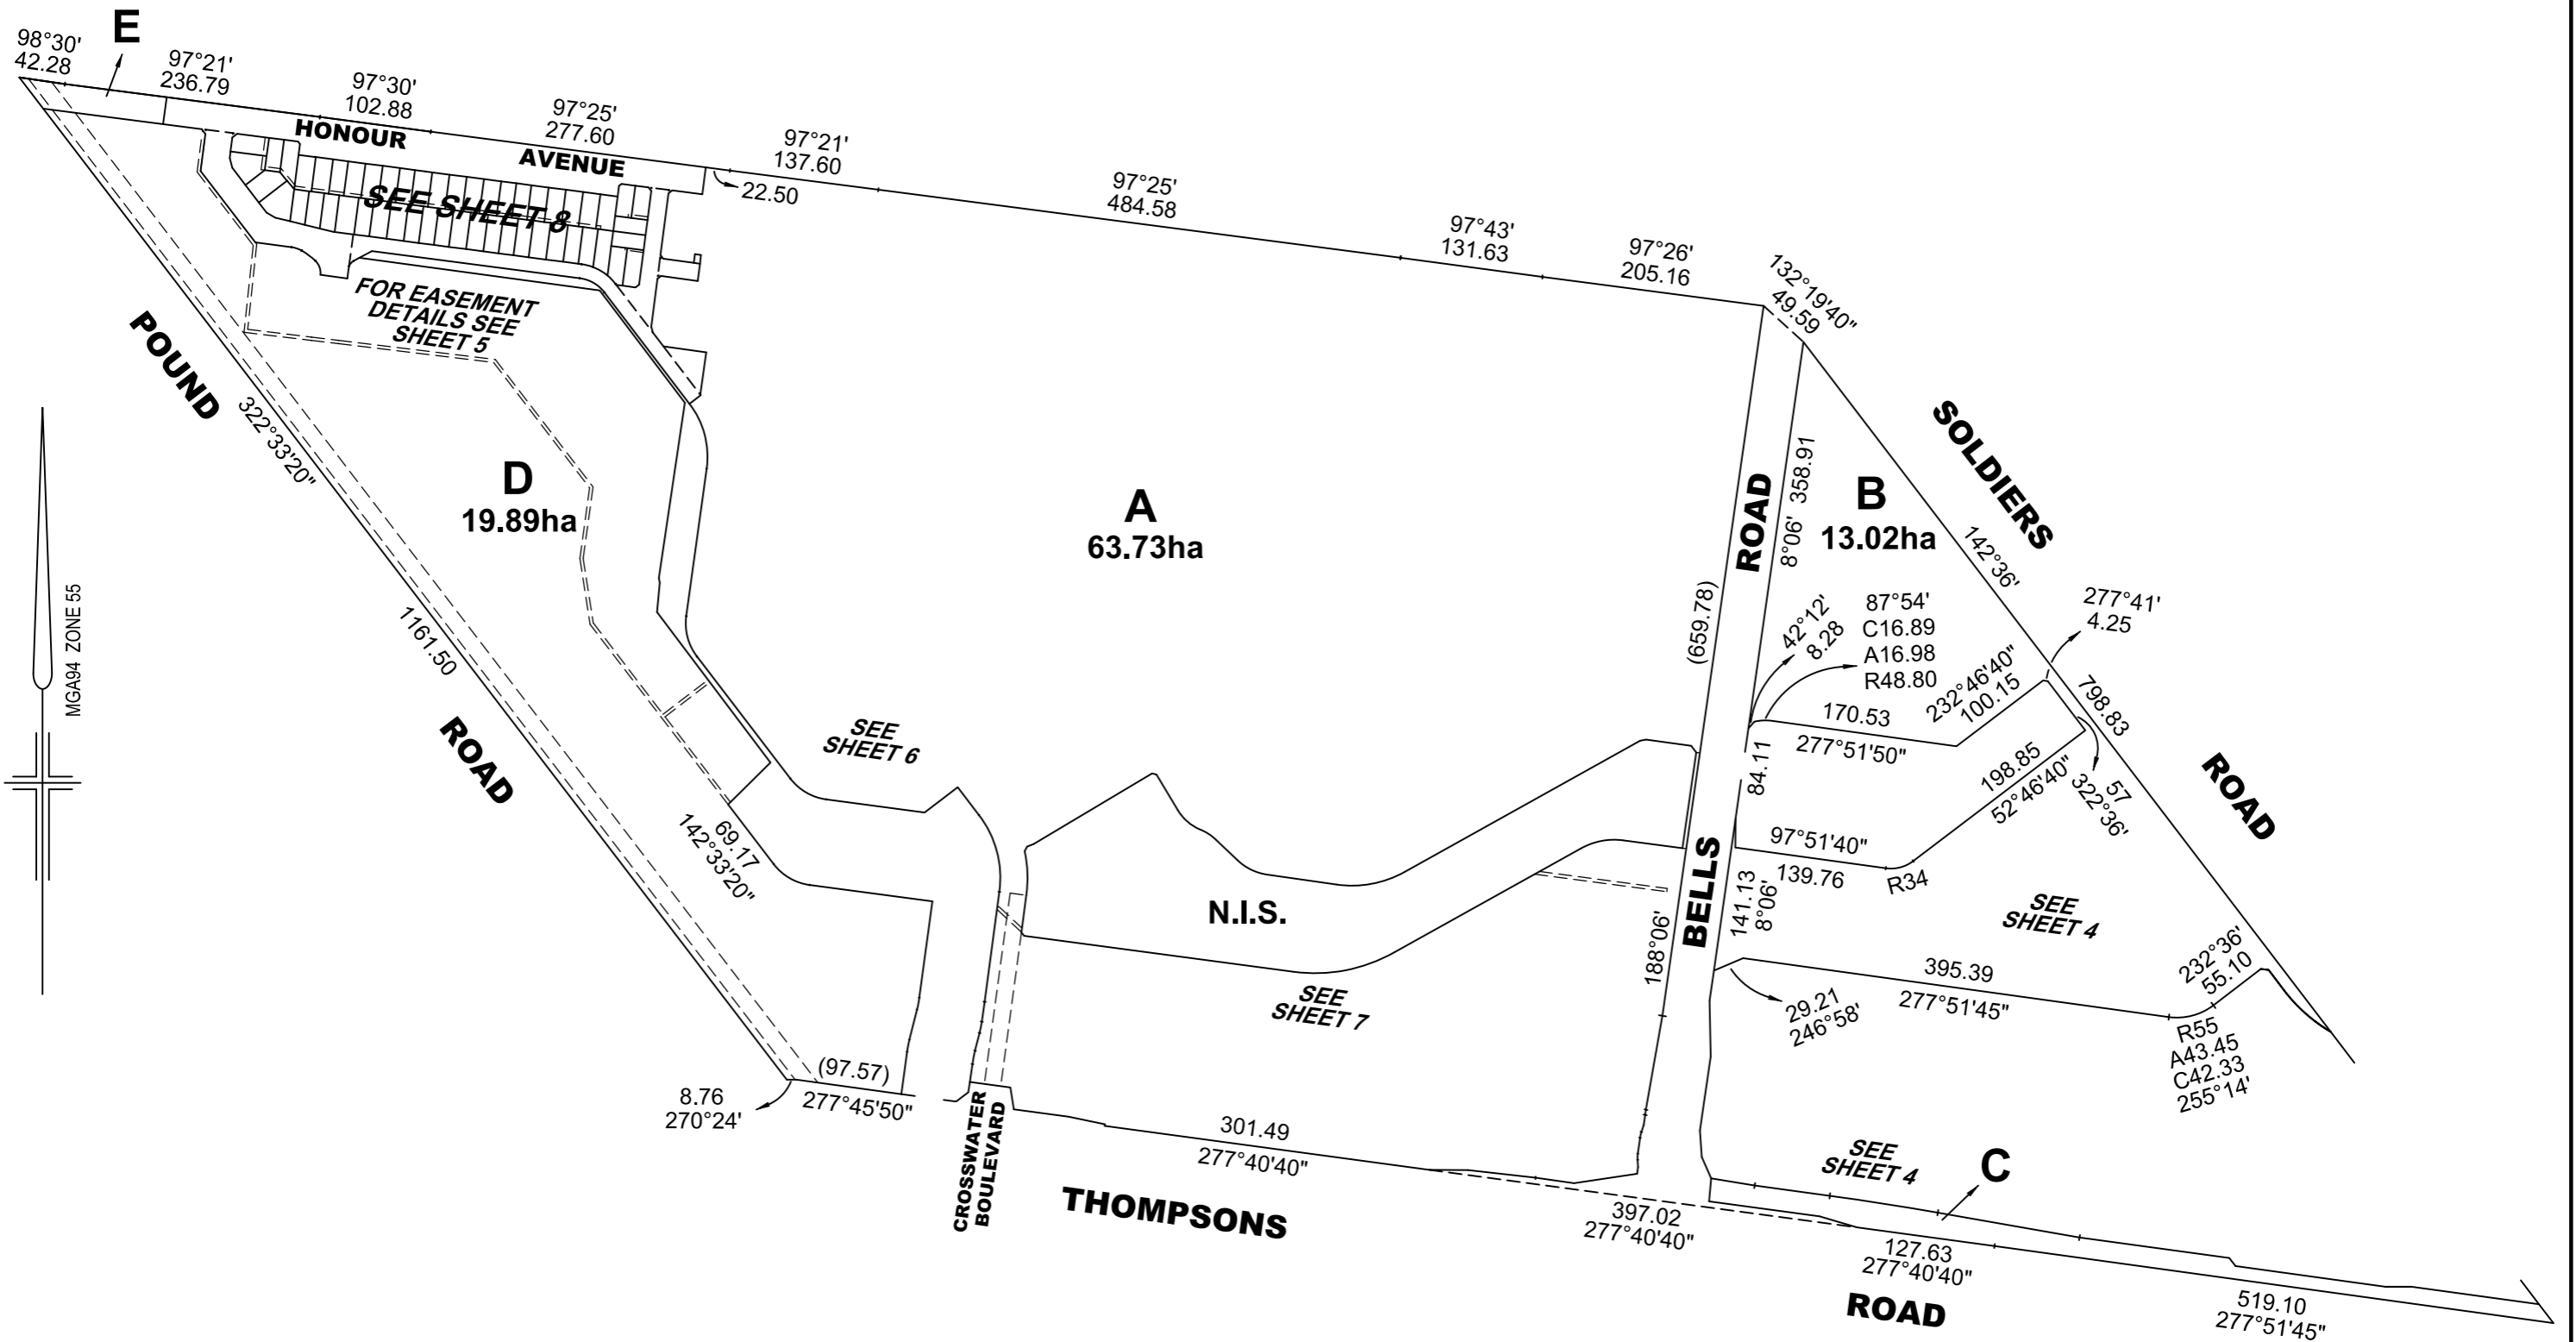 E
98°30'
42.28
97°21'
236.79
97°30'
102.88
97°25'
277.60
97°21'
137.60
22.50
97°25'
484.58
97°43'
131.63
97°26'
205.16
132°19'40"
49.59
HONOUR
AVENUE
SEE SHEET 8
FOR EASEMENT
DETAILS SEE
SHEET 5
POUND
322°33'20"
1161.50
ROAD
MGA94 ZONE 55
D
19.89ha
A
63.73ha
ROAD
358.91
8°06'
B
13.02ha
SOLDIERS
142°36'
(659.78)
42°12'
8.28
87°54'
C16.89
A16.98
R48.80
277°41'
4.25
232°46'40"
100.15
798.83
ROAD
170.53
277°51'50"
84.11
198.85
52°46'40"
57
322°36'
97°51'40"
139.76
R34
SEE
SHEET 6
69.17
142°33'20"
N.I.S.
BELLS
188°06'
141.13
8°06'
SEE
SHEET 4
232°36'
55.10
395.39
277°51'45"
29.21
246°58'
R55
A43.45
C42.33
255°14'
SEE
SHEET 7
(97.57)
277°45'50"
8.76
270°24'
CROSSWATER
BOULEVARD
301.49
277°40'40"
THOMPSONS
SEE
SHEET 4
C
397.02
277°40'40"
127.63
277°40'40"
ROAD
519.10
277°51'45"